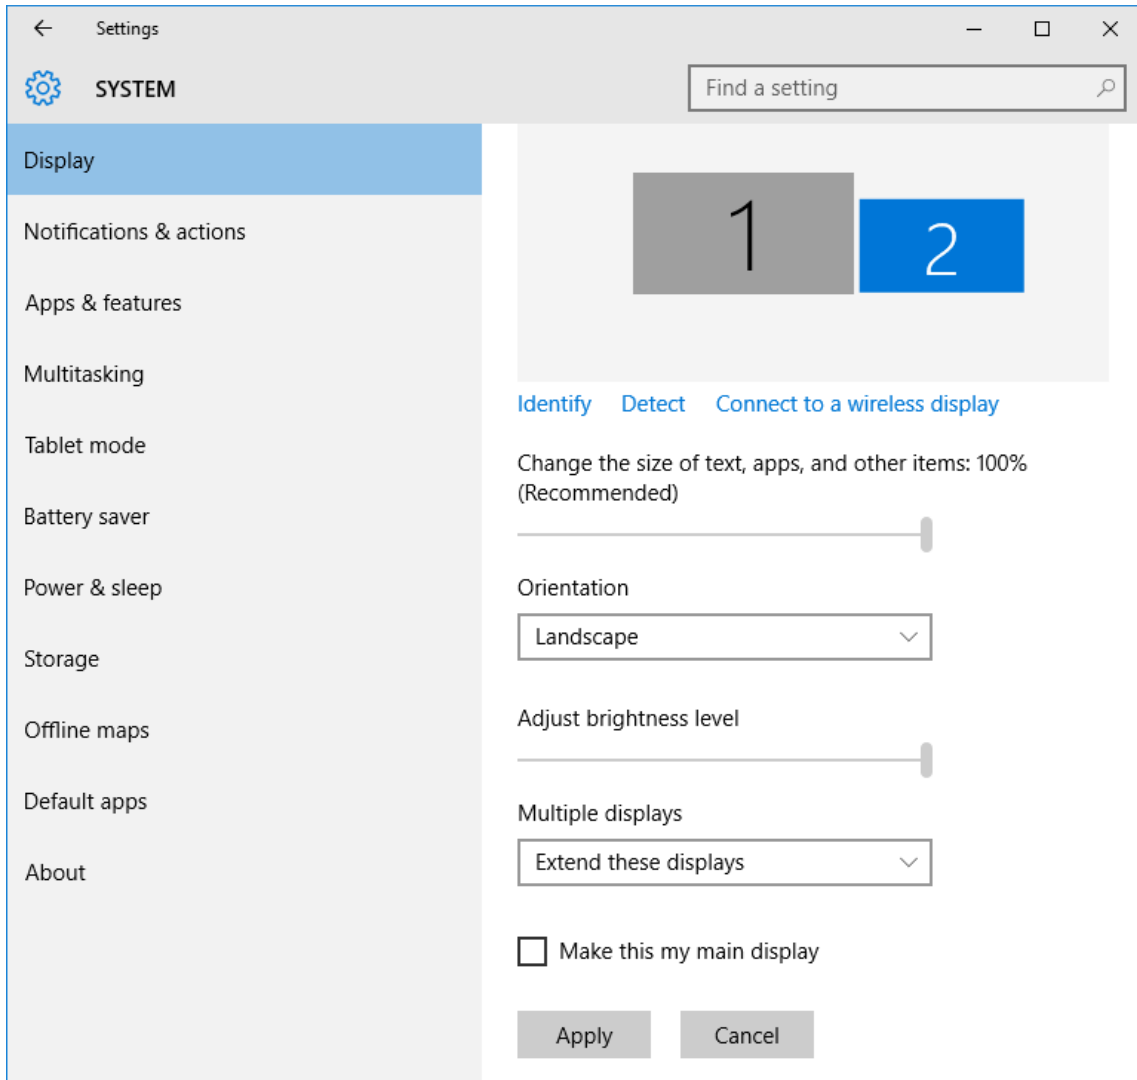 Settings
SYSTEM
Find a setting
Display
Notifications & actions
Apps & features
Multitasking
Tablet mode
Battery saver
Power & sleep
Storage
Offline maps
Default apps
About
1
2
Identify Detect Connect to a wireless display
Change the size of text, apps, and other items: 100%
(Recommended)
Orientation
Landscape
Adjust brightness level
Multiple displays
Extend these displays
Make this my main display
Apply Cancel